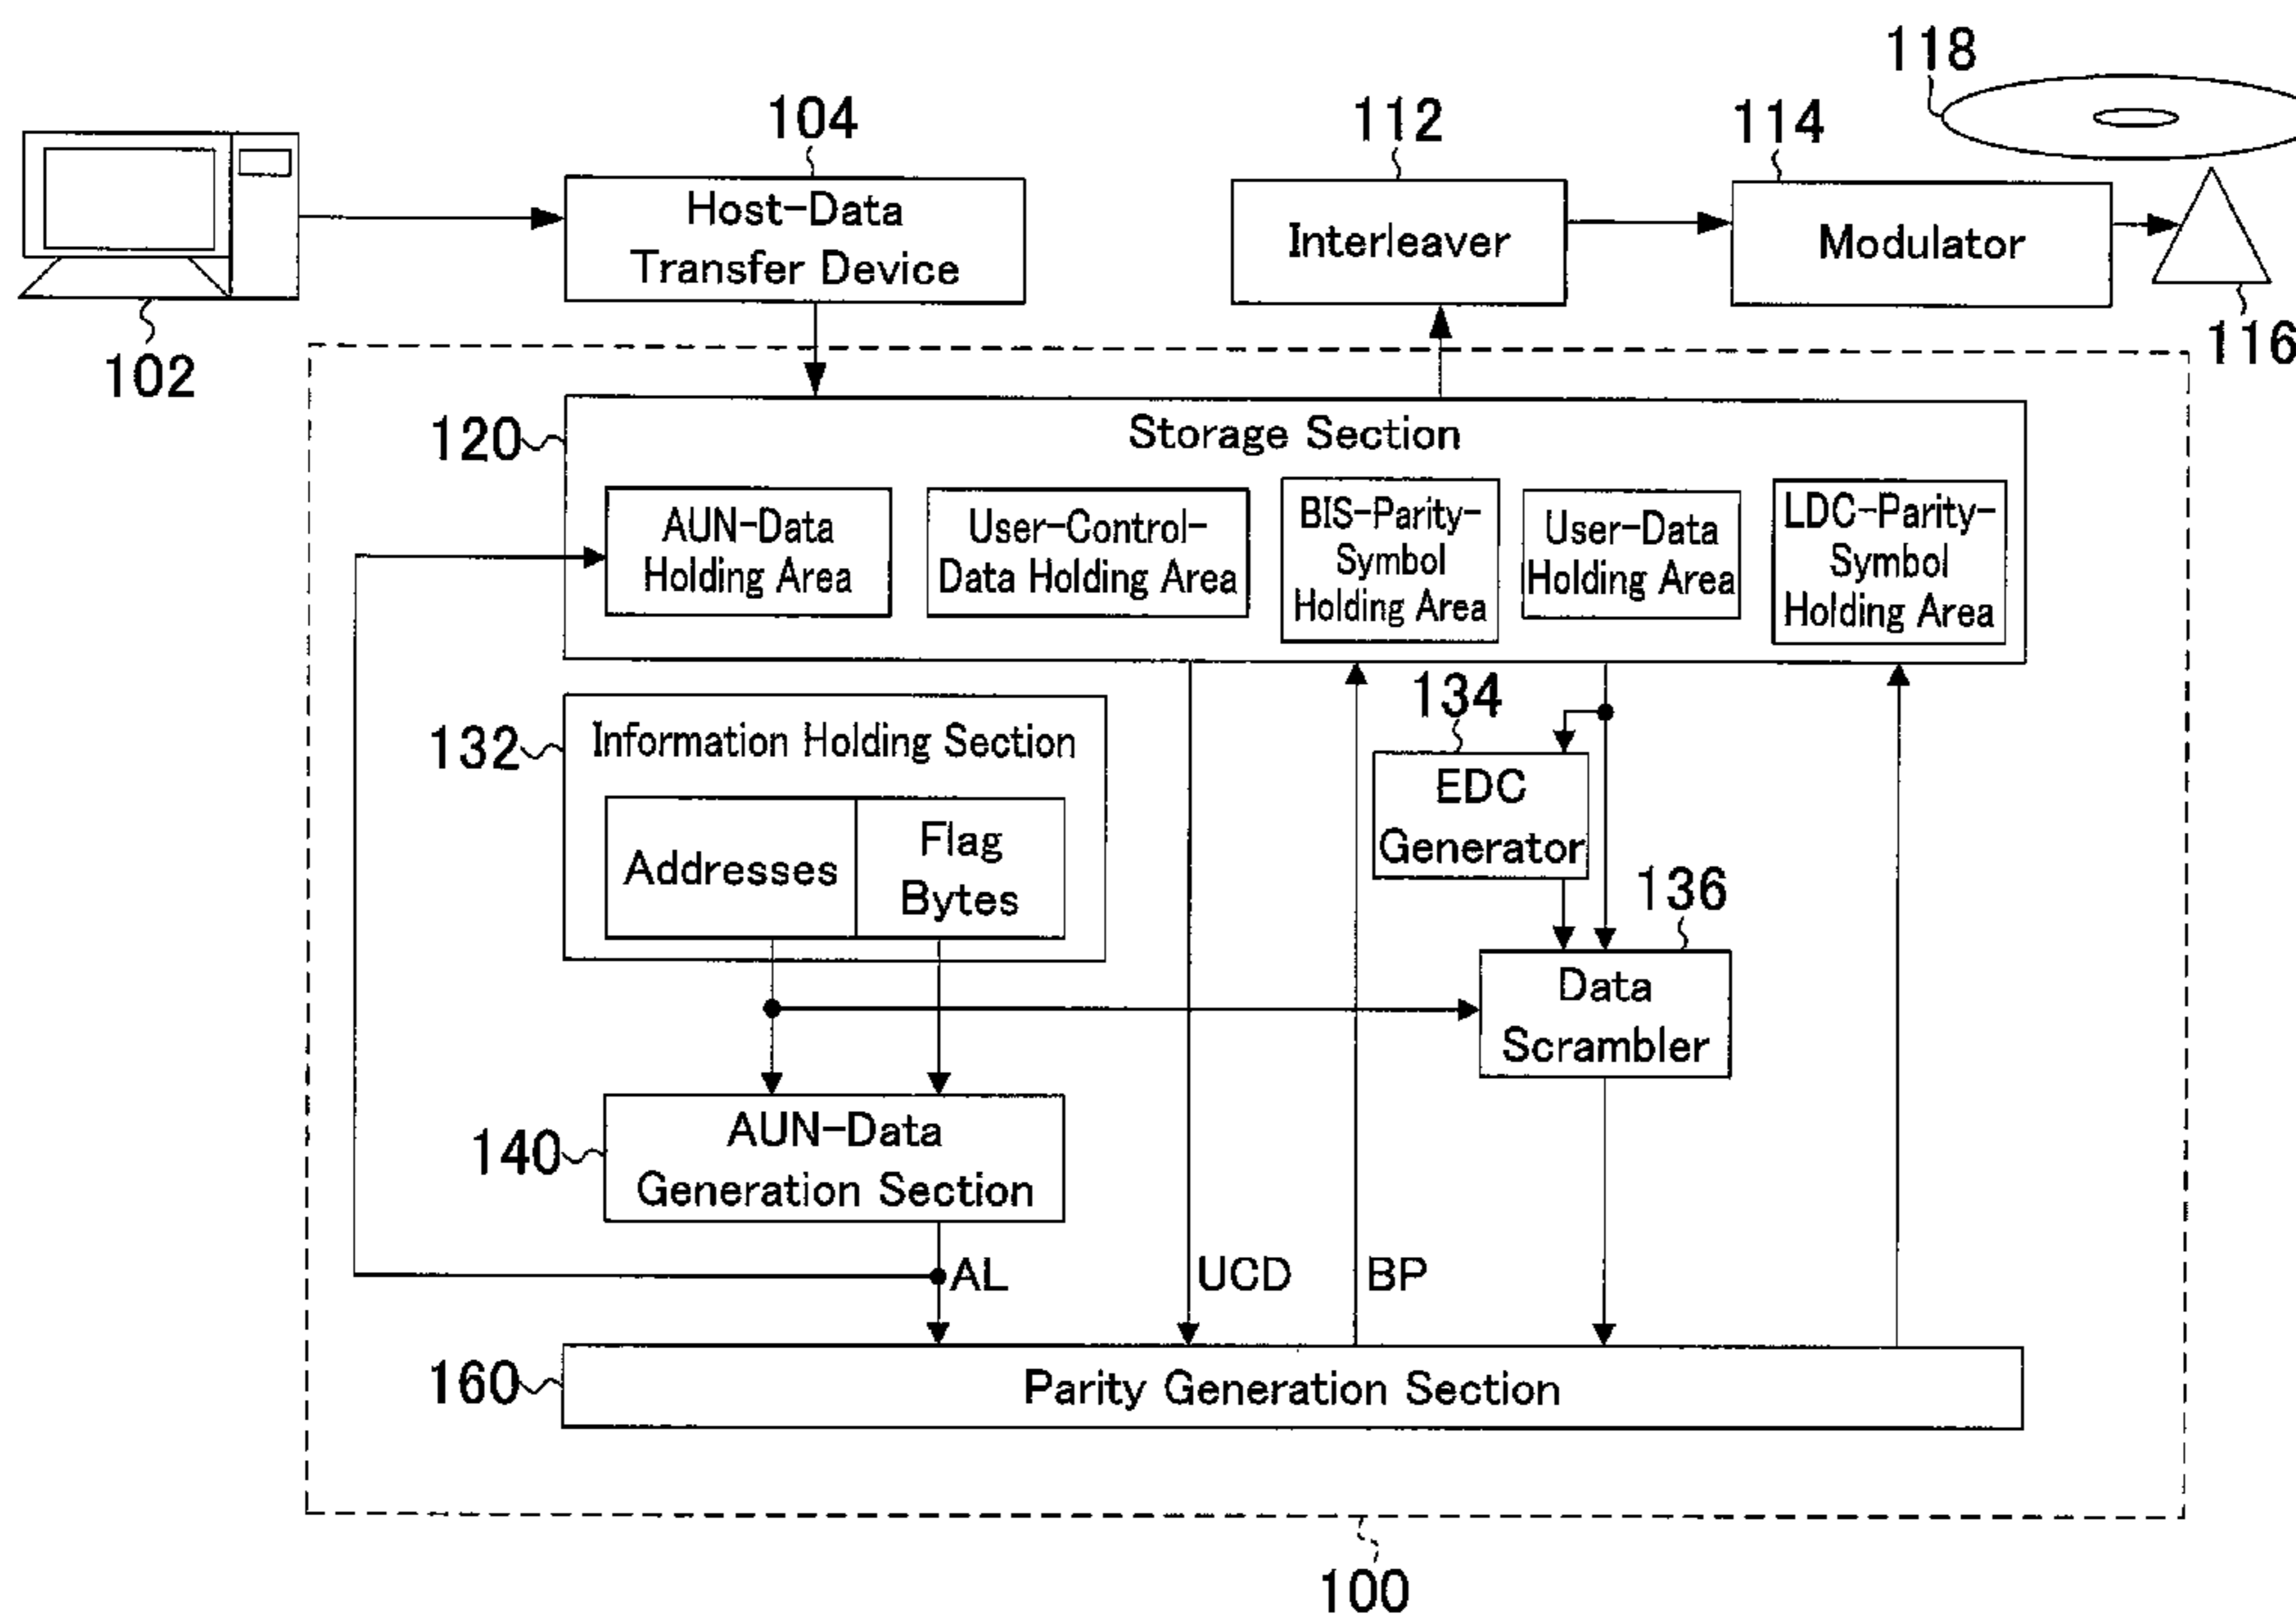 118
104
112
114
Host-Data
Transfer Device
Interleaver
Modulator
102
116
120
Storage Section
AUN-Data
Holding Area
User-Control-
Data Holding Area
BIS-Parity-
Symbol
Holding Area
User-Data
Holding Area
LDC-Parity-
Symbol
Holding Area
132
Information Holding Section
134
Addresses
Flag
Bytes
EDC
Generator
136
Data
Scrambler
140
AUN-Data
Generation Section
AL
UCD
BP
160
Parity Generation Section
100